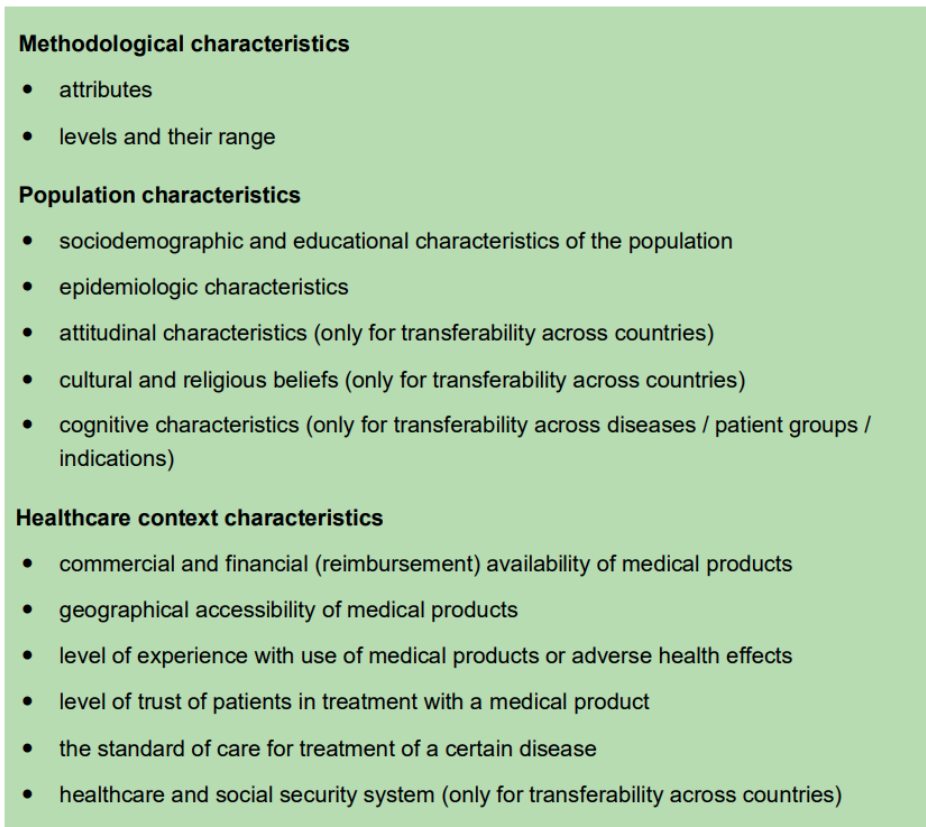 Methodological characteristics
• attributes
• levels and their range
Population characteristics
• sociodemographic and educational characteristics of the population
• epidemiologic characteristics
• attitudinal characteristics (only for transferability across countries)
• cultural and religious beliefs (only for transferability across countries)
• cognitive characteristics (only for transferability across diseases / patient groups /
indications)
Healthcare context characteristics
• commercial and financial (reimbursement) availability of medical products
• geographical accessibility of medical products
• level of experience with use of medical products or adverse health effects
• level of trust of patients in treatment with a medical product
• the standard of care for treatment of a certain disease
• healthcare and social security system (only for transferability across countries)